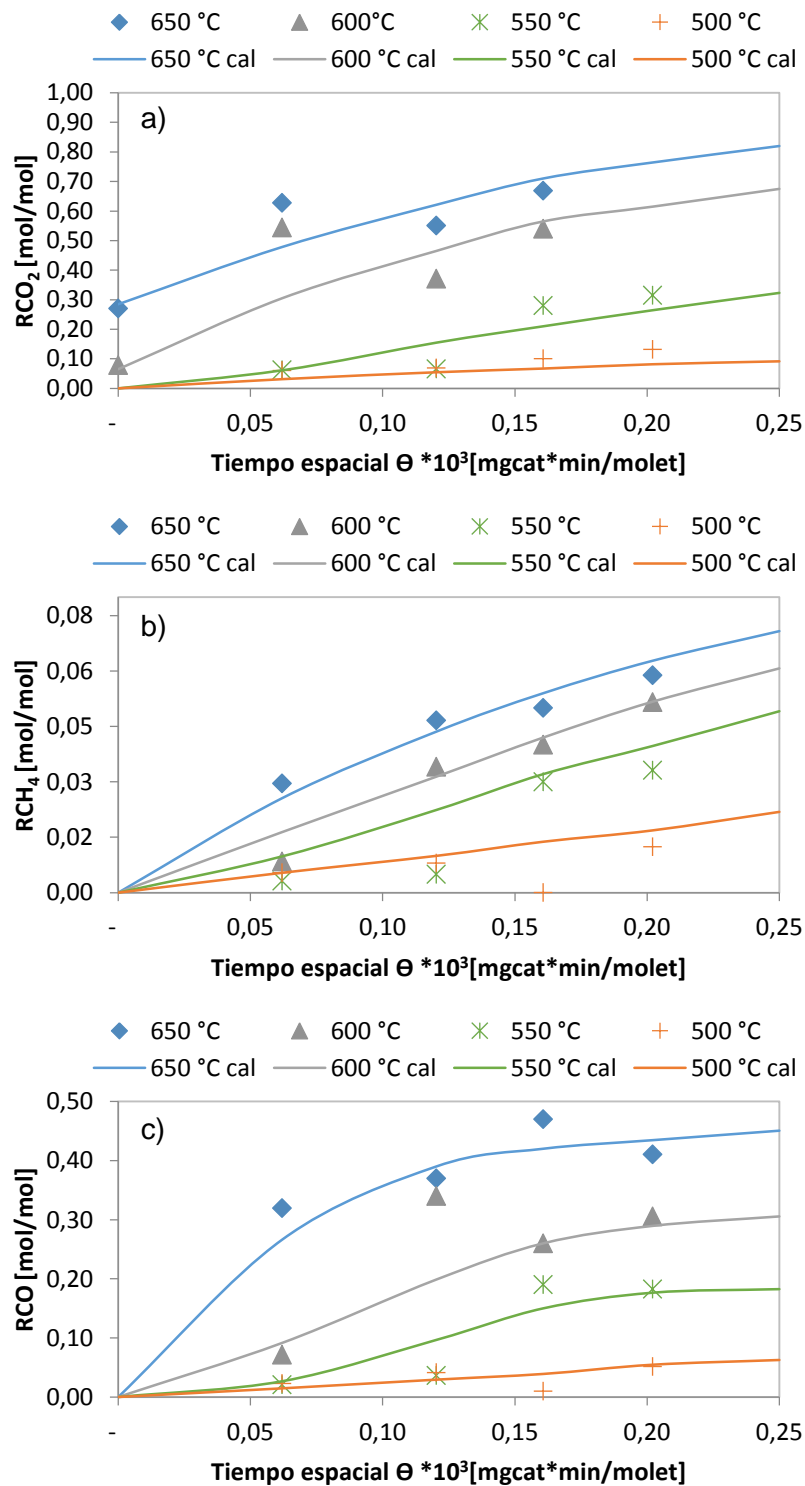 650 °C 600°C 550 °C 500 °C
650 °C cal 600 °C cal 550 °C cal 500 °C cal
1,00
0,90
0,80
0,70
0,60
0,50
0,40
0,30
0,20
0,10
0,00
a)
RCO₂ [mol/mol]
- 0,05 0,10 0,15 0,20 0,25
Tiempo espacial ϴ *10³[mgcat*min/molet]
650 °C 600 °C 550 °C 500 °C
650 °C cal 600 °C cal 550 °C cal 500 °C cal
0,08
0,06
0,05
0,03
0,02
0,00
b)
RCH₄ [mol/mol]
- 0,05 0,10 0,15 0,20 0,25
Tiempo espacial ϴ *10³[mgcat*min/molet]
650 °C 600 °C 550 °C 500 °C
650 °C cal 600 °C cal 550 °C cal 500 °C cal
0,50
0,40
0,30
0,20
0,10
0,00
c)
RCO [mol/mol]
- 0,05 0,10 0,15 0,20 0,25
Tiempo espacial ϴ *10³[mgcat*min/molet]